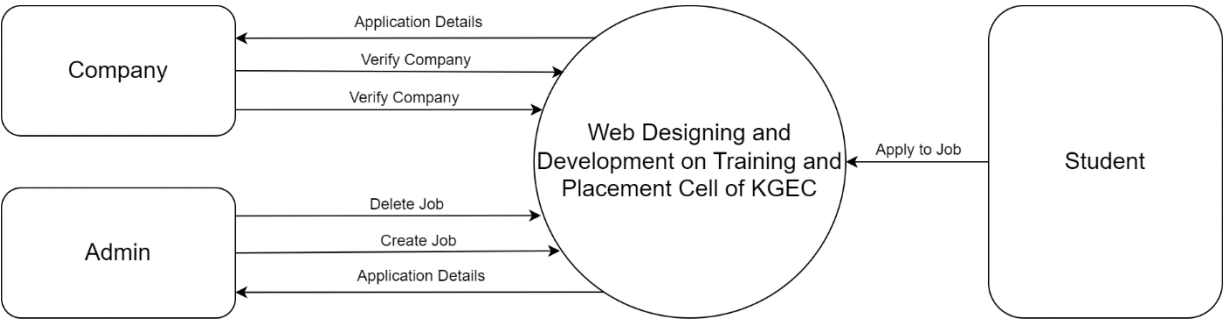 Application Details
Company
Verify Company
Verify Company
Web Designing and
Development on Training and
Placement Cell of KGEC
Apply to Job
Student
Delete Job
Admin
Create Job
Application Details